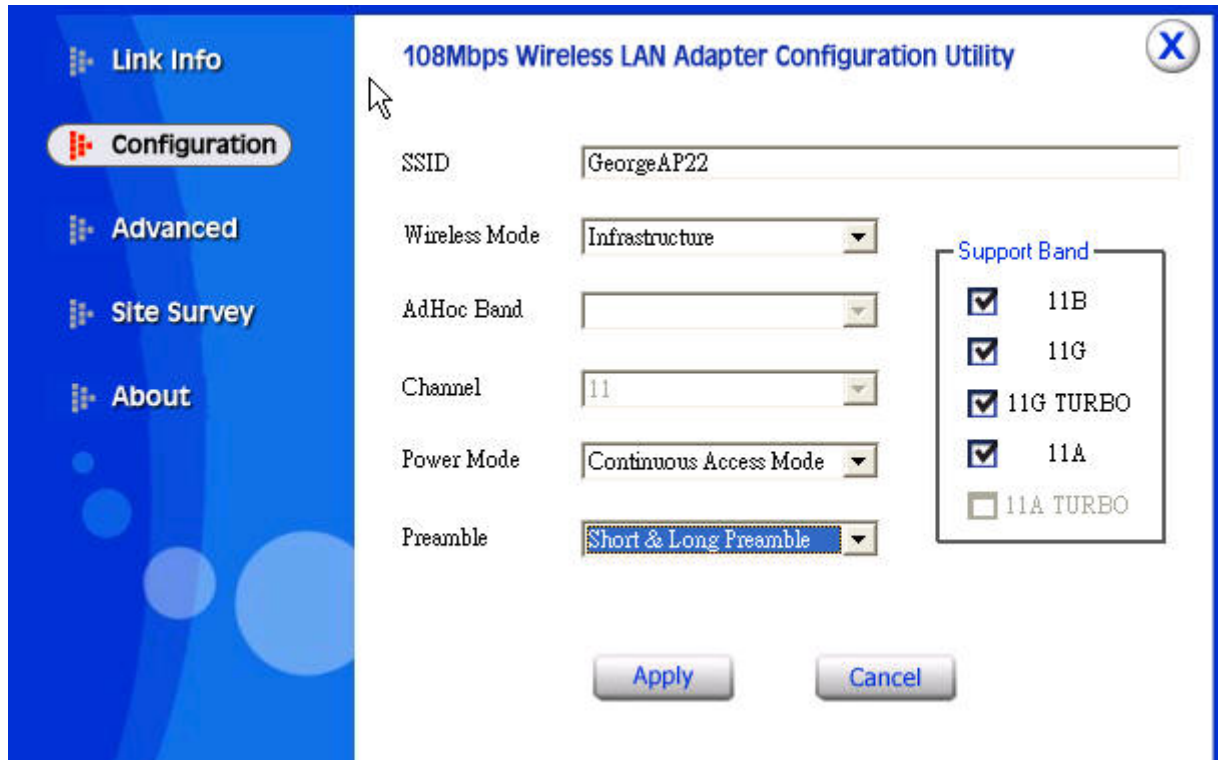 Link Info
Configuration
Advanced
Site Survey
About
108Mbps Wireless LAN Adapter Configuration Utility
X
SSID
GeorgeAP22
Wireless Mode
Infrastructure
AdHoc Band
Channel
11
Power Mode
Continuous Access Mode
Preamble
Short & Long Preamble
Support Band
11B
11G
11G TURBO
11A
11A TURBO
Apply
Cancel